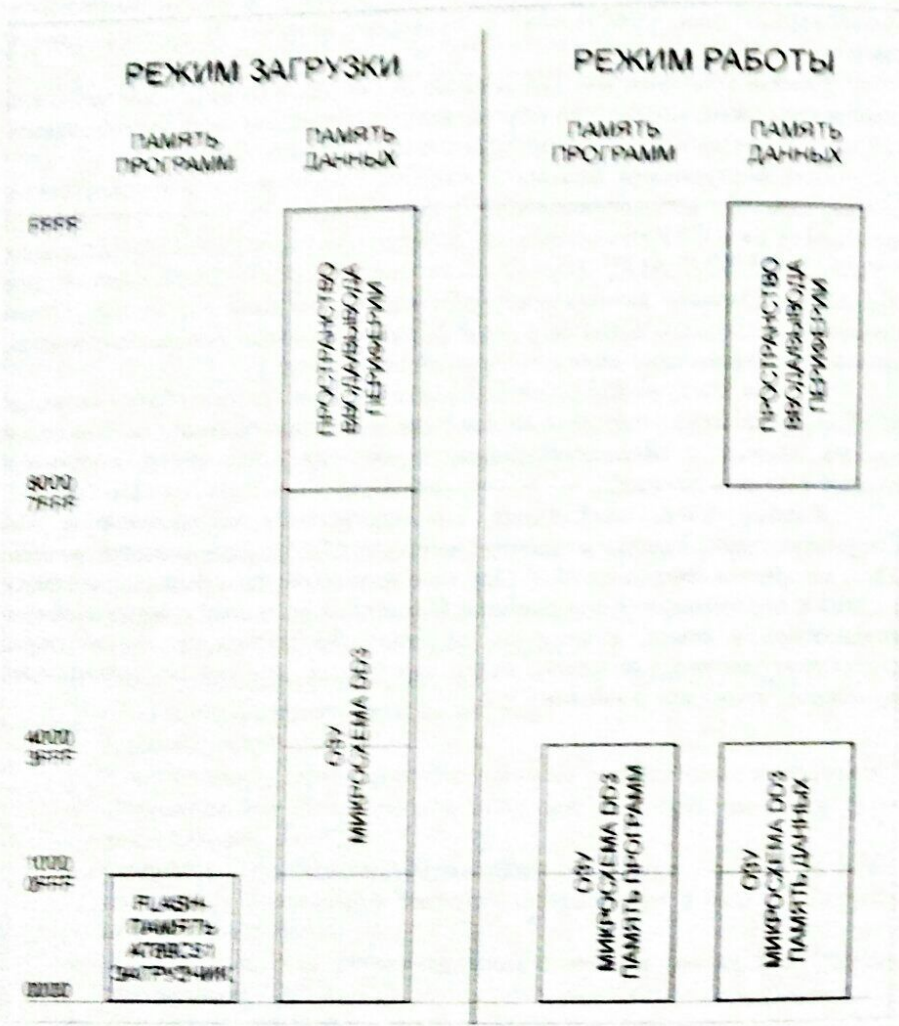 РЕЖИМ ЗАГРУЗКИ
РЕЖИМ РАБОТЫ
ПАМЯТЬ
ПРОГРАММ
ПАМЯТЬ
ДАННЫХ
ПАМЯТЬ
ПРОГРАММ
ПАМЯТЬ
ДАННЫХ
FFFF
ПРОСТРАНСТВО
ВВОДА/ВЫВОДА
ПЕРИФЕРИИ
ПРОСТРАНСТВО
ВВОДА/ВЫВОДА
ПЕРИФЕРИИ
8000
7FFF
ОЗУ
МИКРОСХЕМА DD3
4000
3FFF
ОЗУ
МИКРОСХЕМА DD3
ПАМЯТЬ ПРОГРАММ
ОЗУ
МИКРОСХЕМА DD3
ПАМЯТЬ ДАННЫХ
1000
0FFF
FLASH-
ПАМЯТЬ
AT89C51
0000